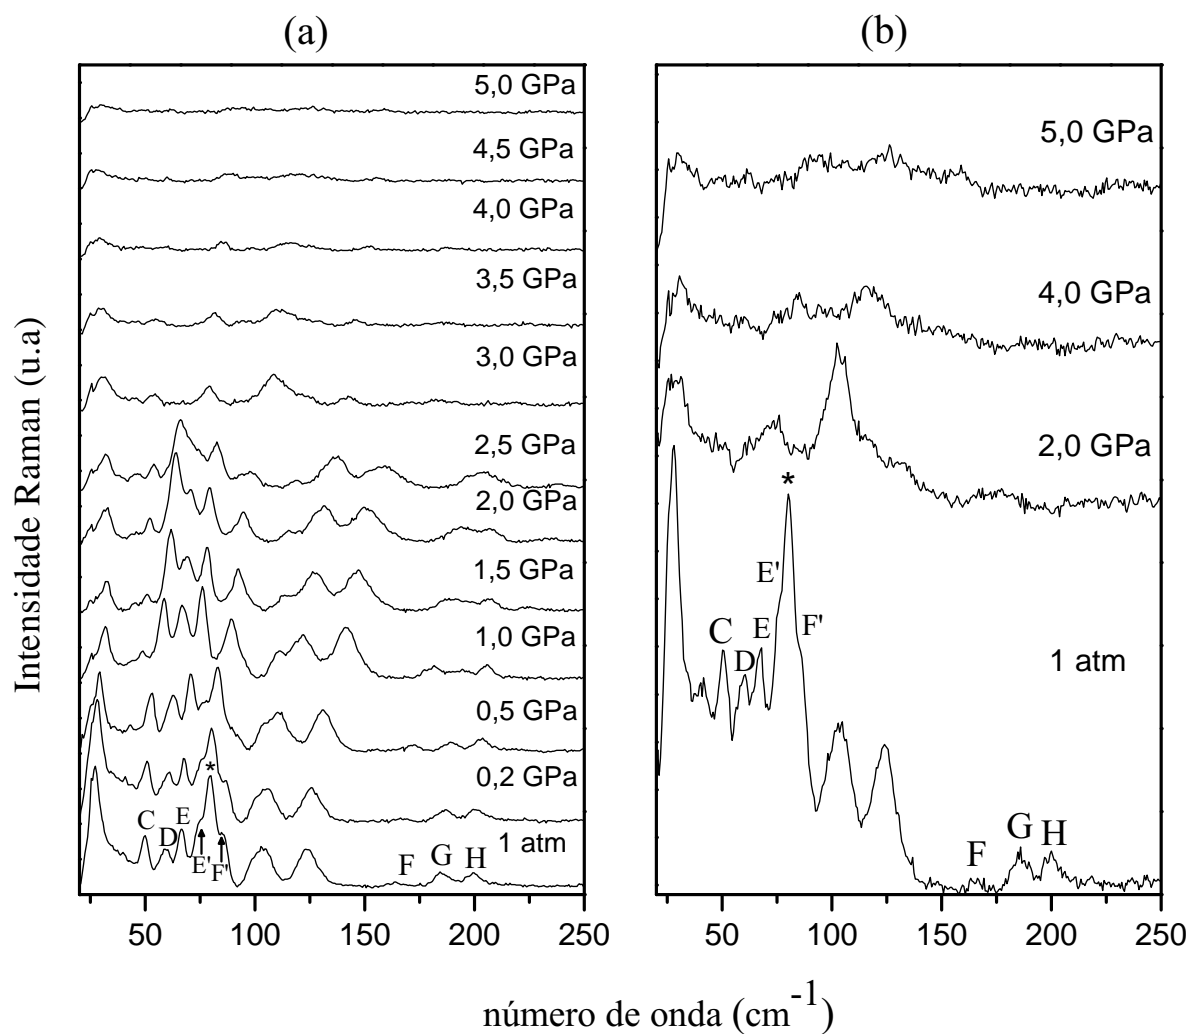 (a)
5,0 GPa
4,5 GPa
4,0 GPa
3,5 GPa
3,0 GPa
2,5 GPa
2,0 GPa
1,5 GPa
1,0 GPa
0,5 GPa
0,2 GPa
1 atm
*
C D E E' F' F G H
50 100 150 200 250
(b)
5,0 GPa
4,0 GPa
2,0 GPa
1 atm
*
C D E E' F' F G H
50 100 150 200 250
Intensidade Raman (u.a)
número de onda (cm⁻¹)